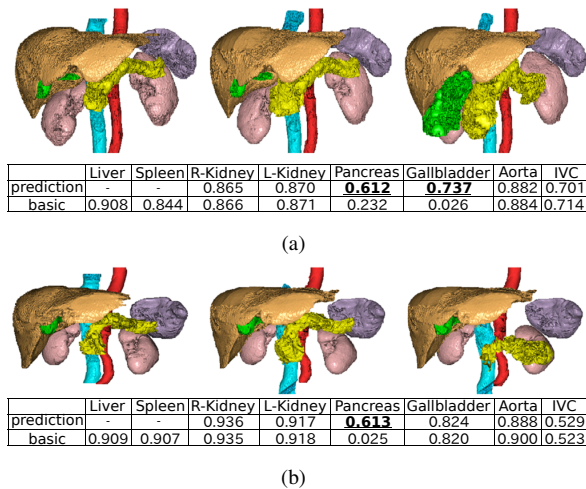 Liver Spleen R-Kidney L-Kidney Pancreas Gallbladder Aorta IVC
prediction - - 0.865 0.870 0.612 0.737 0.882 0.701
basic 0.908 0.844 0.866 0.871 0.232 0.026 0.884 0.714
(a)
Liver Spleen R-Kidney L-Kidney Pancreas Gallbladder Aorta IVC
prediction - - 0.936 0.917 0.613 0.824 0.888 0.529
basic 0.909 0.907 0.935 0.918 0.025 0.820 0.900 0.523
(b)